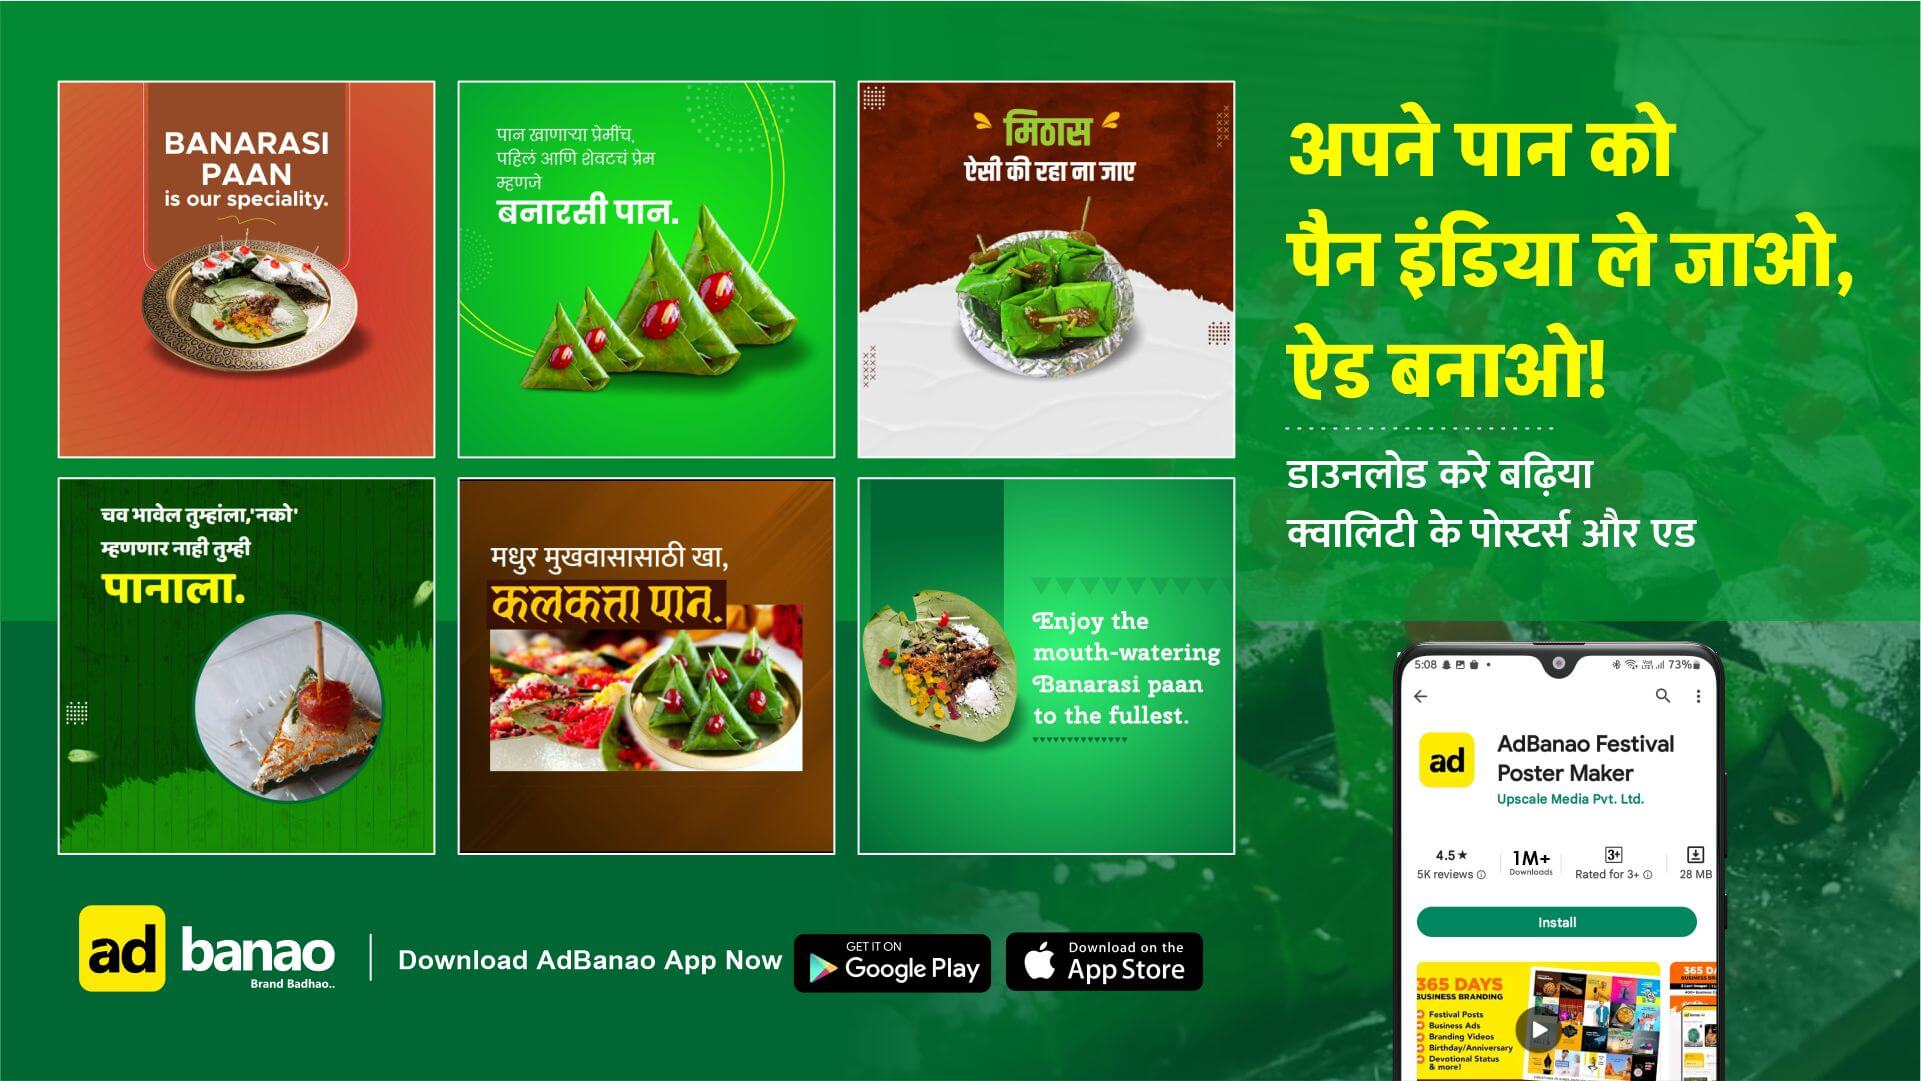 BANARASI
PAAN
is our speciality.
पान खाणाऱ्या प्रेमींच,
पहिलं आणि शेवटचं प्रेम
म्हणजे
बनारसी पान.
मिठास
ऐसी की रहा ना जाए
अपने पान को
पैन इंडिया ले जाओ,
ऐड बनाओ!
डाउनलोड करे बढ़िया
क्वालिटी के पोस्टर्स और एड
चव भावेल तुम्हांला,'नको'
म्हणणार नाही तुम्ही
पानाला.
मधुर मुखवासासाठी खा,
कलकत्ता पान.
Enjoy the
mouth-watering
Banarasi paan
to the fullest.
5:08
73%
ad
AdBanao Festival
Poster Maker
Upscale Media Pvt. Ltd.
4.5★
5K reviews
1M+
Downloads
3+
Rated for 3+
28 MB
Install
365 DAYS
BUSINESS BRANDING
Festival Posts
Business Ads
Branding Videos
Birthday/Anniversary
Devotional Status
& more!
365 DA
ad banao
Brand Badhao..
Download AdBanao App Now
GET IT ON
Google Play
Download on the
App Store